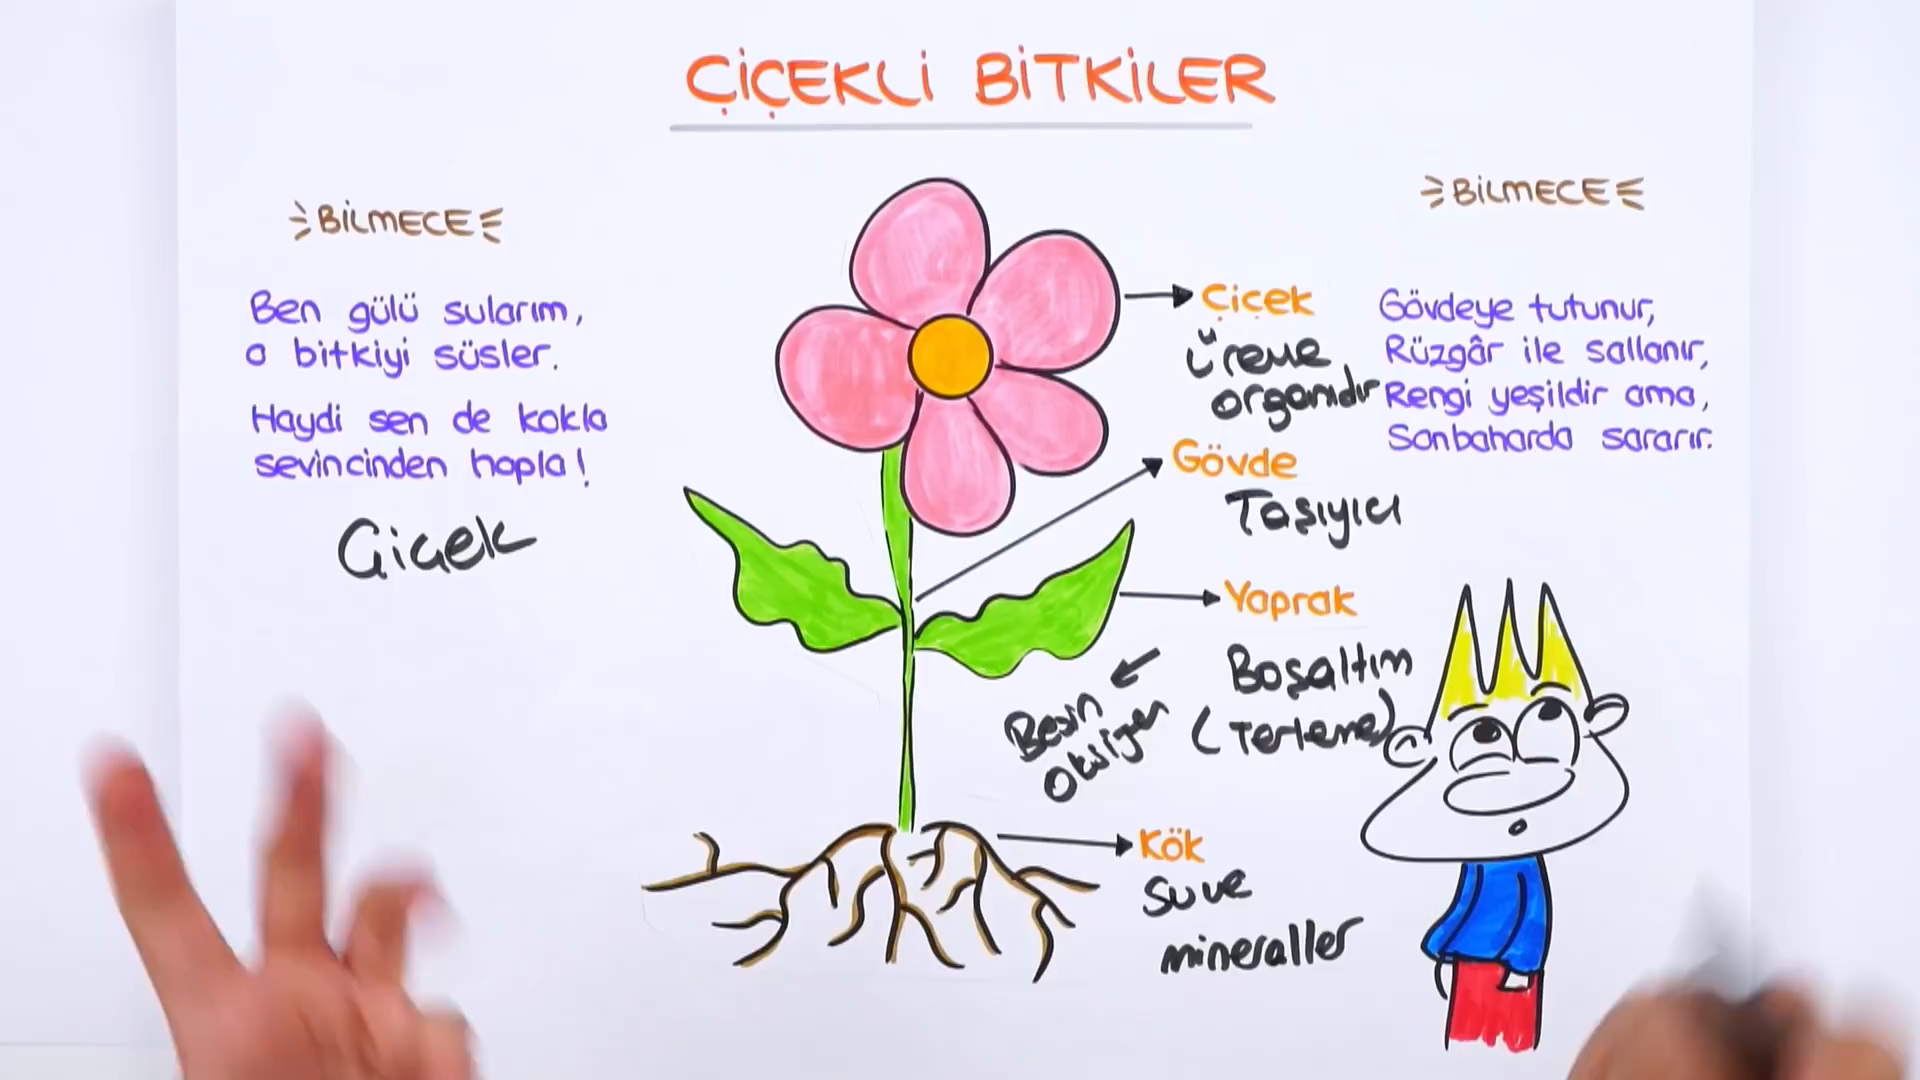 ÇİÇEKLİ BİTKİLER
BİLMECE
Ben gülü sularım,
o bitkiyi süsler.
Haydi sen de kokla
sevincinden hopla!
Çiçek
Çiçek
Üreme
organıdır
Gövde
Taşıyıcı
Yaprak
Boşaltım
(Terleme)
Besin
Oksijen
Kök
Su ve
mineraller
BİLMECE
Gövdeye tutunur,
Rüzgâr ile sallanır,
Rengi yeşildir ama,
Sonbaharda sararır.